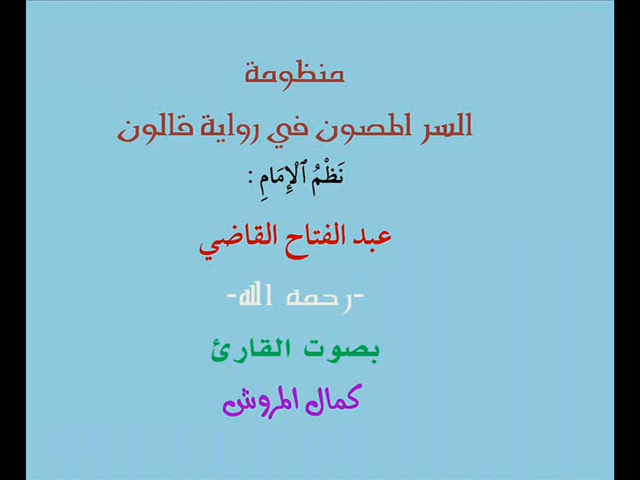 منظومة
السر المصون في رواية قالون
نَظْمُ ٱلْإِمَامِ :
عبد الفتاح القاضي
-رحمه الله-
بصوت القارئ
كمال المروش